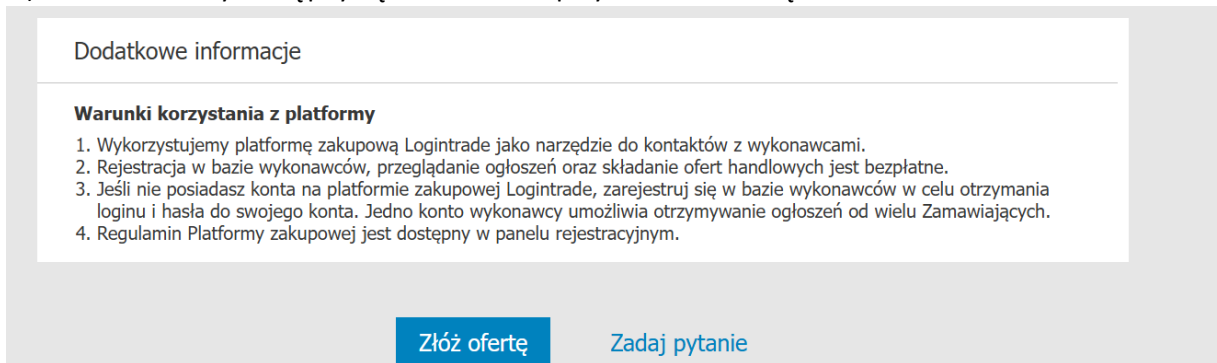 Dodatkowe informacje
Warunki korzystania z platformy
1. Wykorzystujemy platformę zakupową Logintrade jako narzędzie do kontaktów z wykonawcami.
2. Rejestracja w bazie wykonawców, przeglądanie ogłoszeń oraz składanie ofert handlowych jest bezpłatne.
3. Jeśli nie posiadasz konta na platformie zakupowej Logintrade, zarejestruj się w bazie wykonawców w celu otrzymania
loginu i hasła do swojego konta. Jedno konto wykonawcy umożliwia otrzymywanie ogłoszeń od wielu Zamawiających.
4. Regulamin Platformy zakupowej jest dostępny w panelu rejestracyjnym.
Złóż ofertę Zadaj pytanie